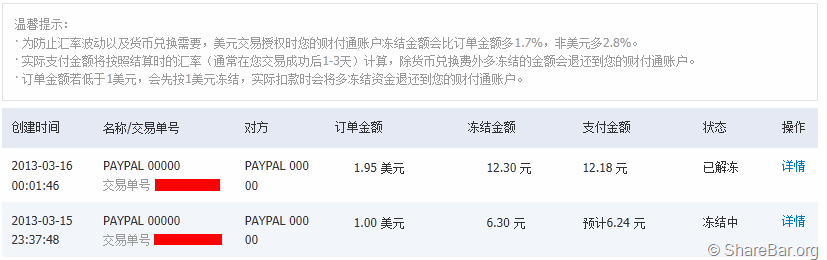 温馨提示：
· 为防止汇率波动以及货币兑换需要，美元交易授权时您的财付通账户冻结金额会比订单金额多1.7%，非美元多2.8%。
· 实际支付金额将按照结算时的汇率（通常在您交易成功后1-3天）计算，除货币兑换费外多冻结的金额会退还到您的财付通账户。
· 订单金额若低于1美元，会先按1美元冻结，实际扣款时会将多冻结资金退还到您的财付通账户。
创建时间 名称/交易单号 对方 订单金额 冻结金额 支付金额 状态 操作
2013-03-16 PAYPAL 00000 PAYPAL 000 1.95 美元 12.30 元 12.18 元 已解冻 详情
00:01:46 交易单号 00
2013-03-15 PAYPAL 00000 PAYPAL 000 1.00 美元 6.30 元 预计6.24 元 冻结中 详情
23:37:48 交易单号 00
© ShareBar.org